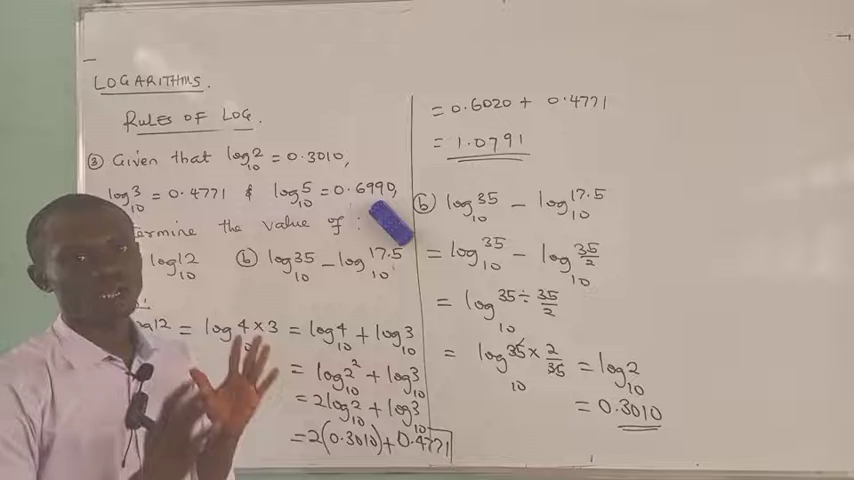 LOGARITHMS.
RULES OF LOG.
③ Given that log₁₀2 = 0.3010,
log₁₀3 = 0.4771 & log₁₀5 = 0.6990,
termine the value of :
log₁₀12 ⓑ log₁₀35 − log₁₀17.5
12 = log₁₀4×3 = log₁₀4 + log₁₀3
= log₁₀2² + log₁₀3
= 2log₁₀2 + log₁₀3
= 2(0.3010) + 0.4771
= 0.6020 + 0.4771
= 1.0791
ⓑ log₁₀35 − log₁₀17.5
= log₁₀35 − log₁₀35/2
= log₁₀35 ÷ 35/2
= log₁₀35 × 2/35 = log₁₀2
= 0.3010